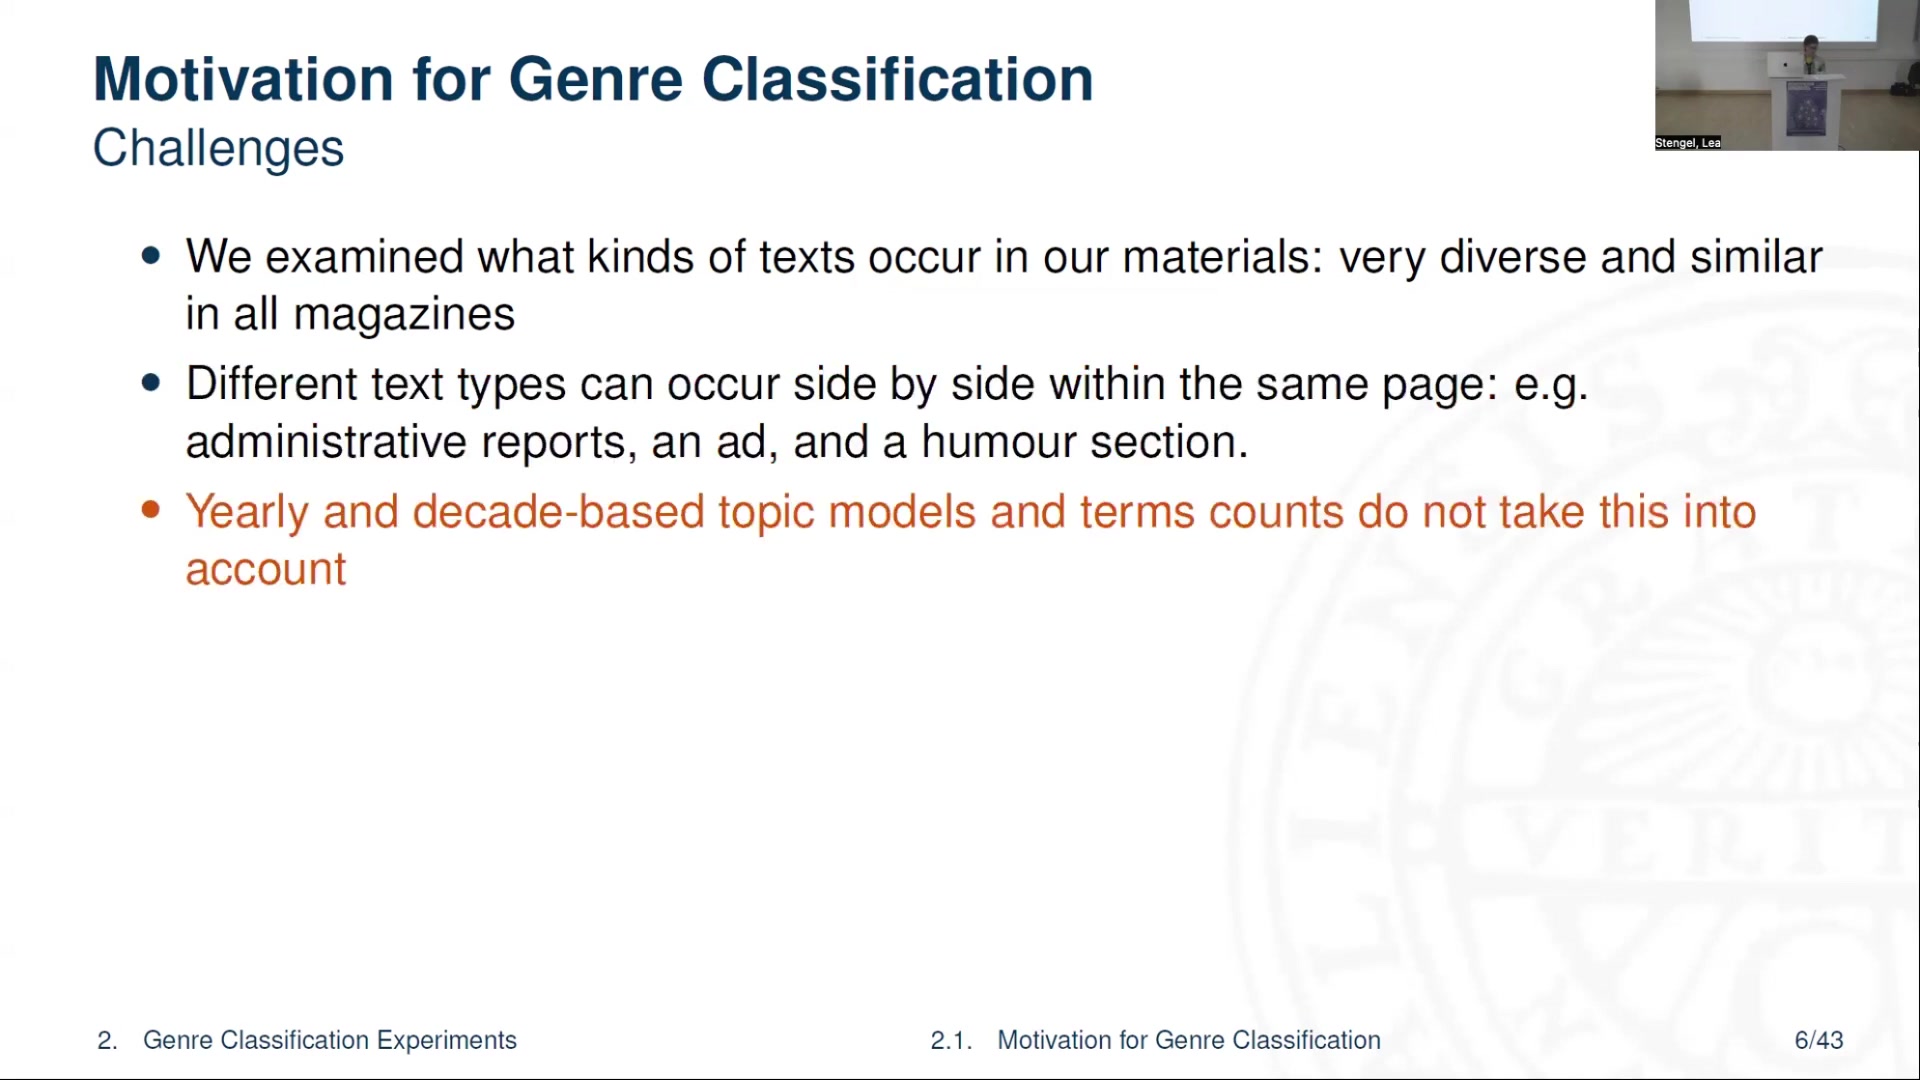 Motivation for Genre Classification
Challenges
Stengel, Lea
• We examined what kinds of texts occur in our materials: very diverse and similar
in all magazines
• Different text types can occur side by side within the same page: e.g.
administrative reports, an ad, and a humour section.
• Yearly and decade-based topic models and terms counts do not take this into
account
2. Genre Classification Experiments
2.1. Motivation for Genre Classification
6/43